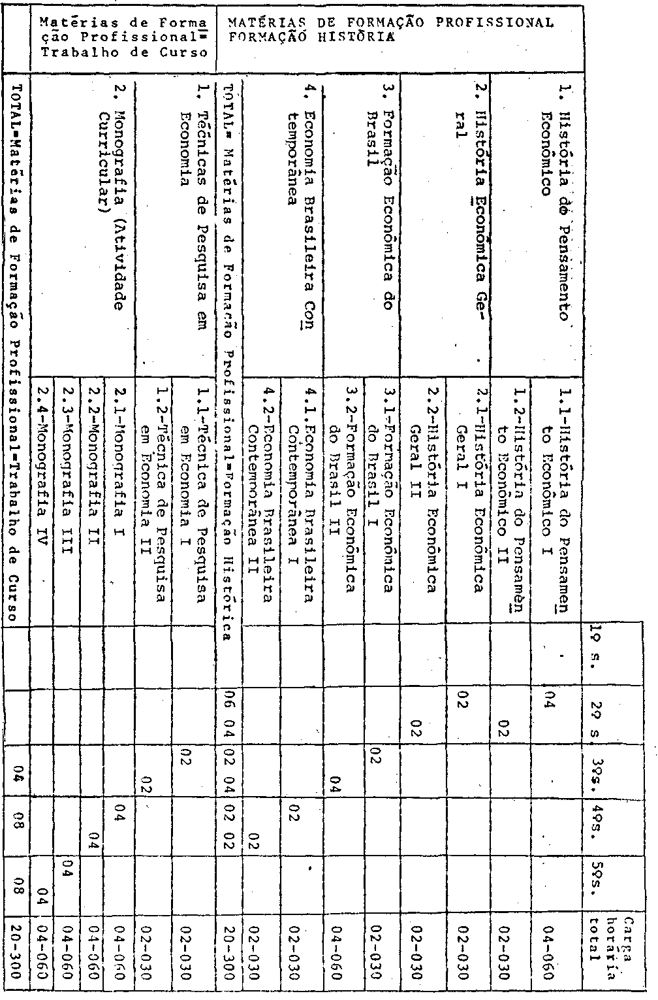 1º s. 2º s. 3ºs. 4ºs. 5ºs. Carga
horária
total
MATÉRIAS DE FORMAÇÃO PROFISSIONAL
FORMAÇÃO HISTÓRIA
1. História do Pensamento
Econômico
1.1-História do Pensamen
to Econômico I
04 04-060
1.2-História do Pensamen
to Econômico II
02 02-030
2. História Econômica Ge-
ral
2.1-História Econômica
Geral I
02 02-030
2.2-História Econômica
Geral II
02 02-030
3. Formação Econômica do
Brasil
3.1-Formação Econômica
do Brasil I
02 02-030
3.2-Formação Econômica
do Brasil II
04 04-060
4. Economia Brasileira Con
temporânea
4.1.Economia Brasileira
Contemporânea I
02 02-030
4.2-Economia Brasileira
Contemporânea II
02 02-030
TOTAL= Matérias de Formação Profissional=Formação Histórica 06 04 02 04 02 02 20-300
Matérias de Forma
ção Profissional=
Trabalho de Curso
1. Técnicas de Pesquisa em
Economia
1.1-Técnica de Pesquisa
em Economia I
02 02-030
1.2-Técnica de Pesquisa
em Economia II
02 02-030
2. Monografia (Atividade
Curricular)
2.1-Monografia I 04 04-060
2.2-Monografia II 04 04-060
2.3-Monografia III 04 04-060
2.4-Monografia IV 04 04-060
TOTAL=Matérias de Formação Profissional=Trabalho de Curso 04 08 08 20-300